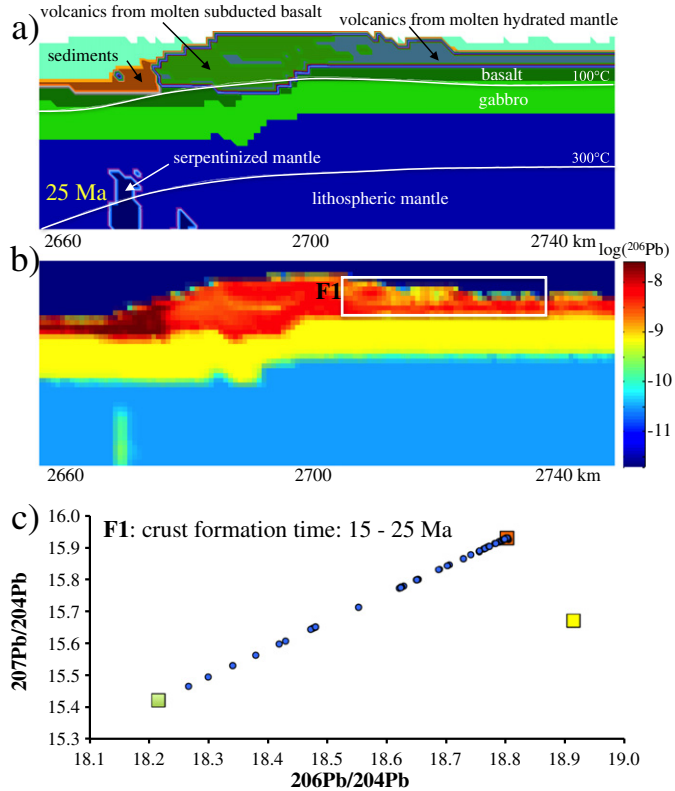 a)
volcanics from molten subducted basalt
volcanics from molten hydrated mantle
sediments
basalt
100°C
gabbro
serpentinized mantle
300°C
25 Ma
lithospheric mantle
2660 2700 2740 km
b)
log(²⁰⁶Pb)
F1
-8
-9
-10
-11
2660 2700 2740 km
c)
F1: crust formation time: 15 - 25 Ma
207Pb/204Pb
16.0
15.9
15.8
15.7
15.6
15.5
15.4
15.3
18.1 18.2 18.3 18.4 18.5 18.6 18.7 18.8 18.9 19.0
206Pb/204Pb